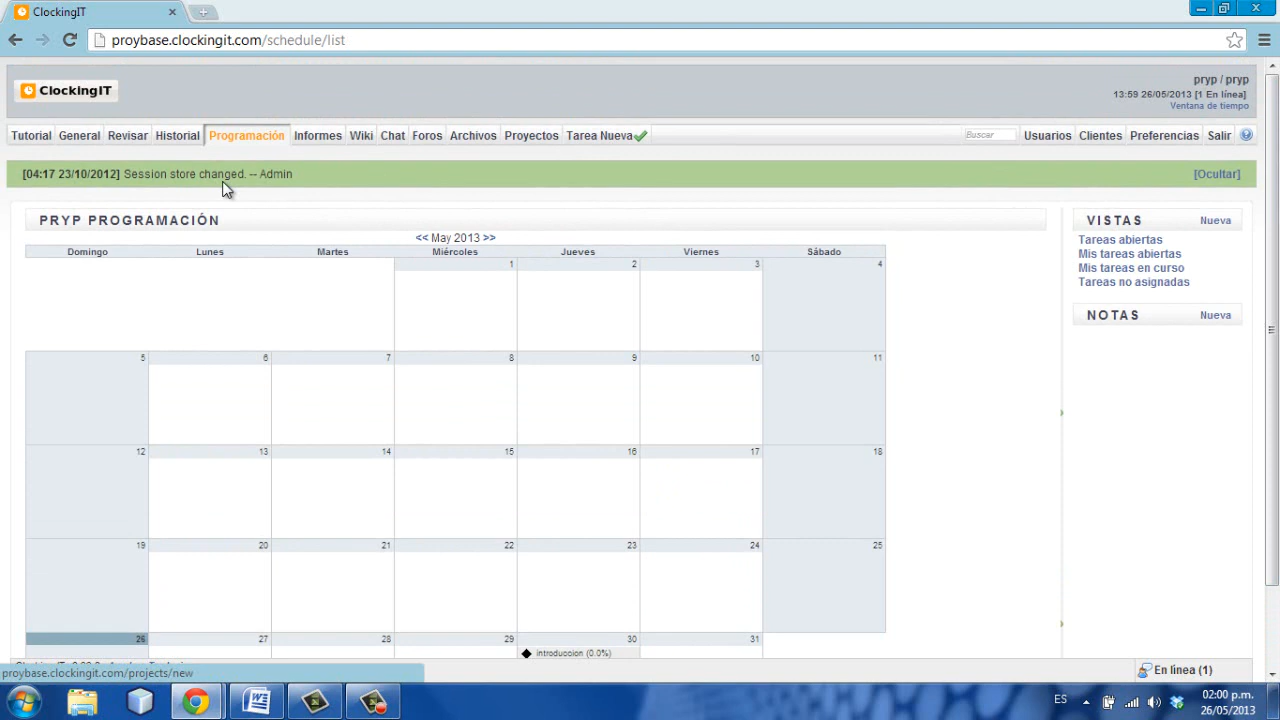 ClockingIT
proybase.clockingit.com/schedule/list
ClockingIT
pryp / pryp
13:59 26/05/2013 [1 En línea]
Ventana de tiempo
Tutorial General Revisar Historial Programación Informes Wiki Chat Foros Archivos Proyectos Tarea Nueva Buscar Usuarios Clientes Preferencias Salir
[04:17 23/10/2012] Session store changed. -- Admin [Ocultar]
PRYP PROGRAMACIÓN
<< May 2013 >>
Domingo Lunes Martes Miércoles Jueves Viernes Sábado
1 2 3 4
5 6 7 8 9 10 11
12 13 14 15 16 17 18
19 20 21 22 23 24 25
26 27 28 29 30 31
introduccion (0.0%)
VISTAS Nueva
Tareas abiertas
Mis tareas abiertas
Mis tareas en curso
Tareas no asignadas
NOTAS Nueva
proybase.clockingit.com/projects/new
En línea (1)
ES
02:00 p.m.
26/05/2013